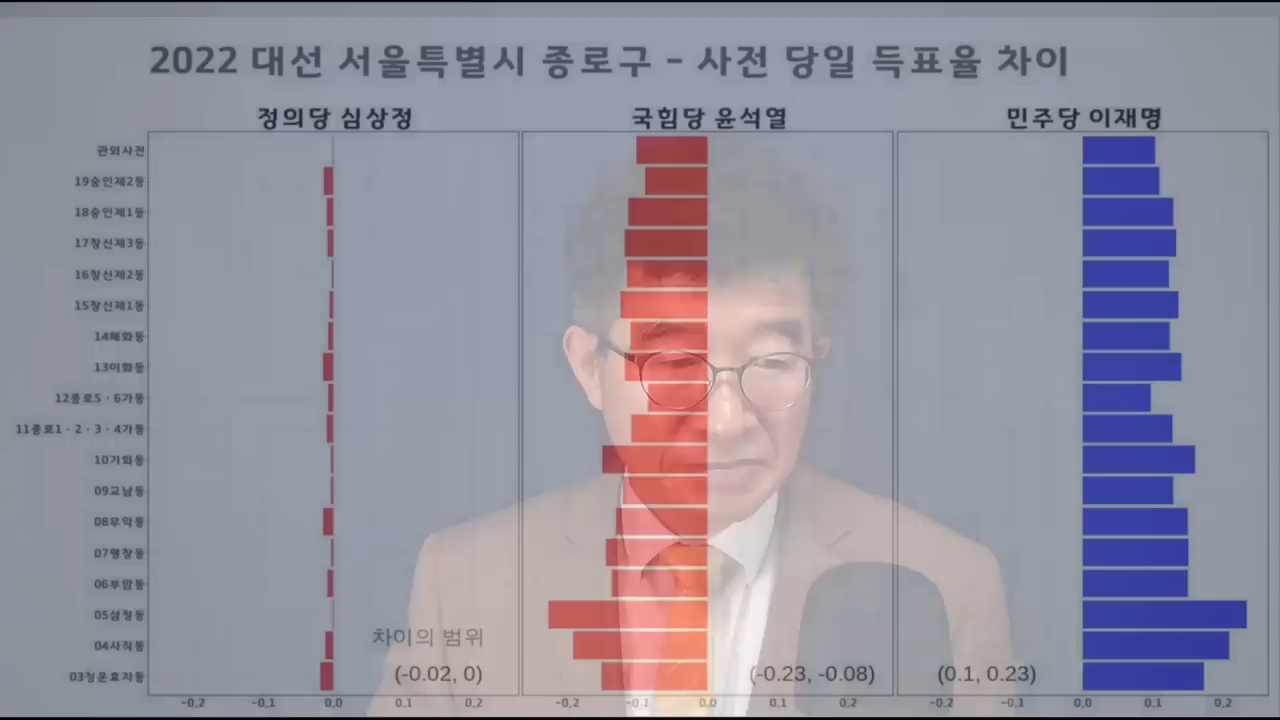 2022 대선 서울특별시 종로구 - 사전 당일 득표율 차이
정의당 심상정 국힘당 윤석열 민주당 이재명
관외사전
19숭인제2동
18숭인제1동
17창신제3동
16창신제2동
15창신제1동
14혜화동
13이화동
12종로5·6가동
11종로1·2·3·4가동
10가회동
09교남동
08무악동
07평창동
06부암동
05삼청동
04사직동
03청운효자동
차이의 범위
(-0.02, 0) (-0.23, -0.08) (0.1, 0.23)
-0.2 -0.1 0.0 0.1 0.2 -0.2 -0.1 0.0 0.1 0.2 -0.2 -0.1 0.0 0.1 0.2